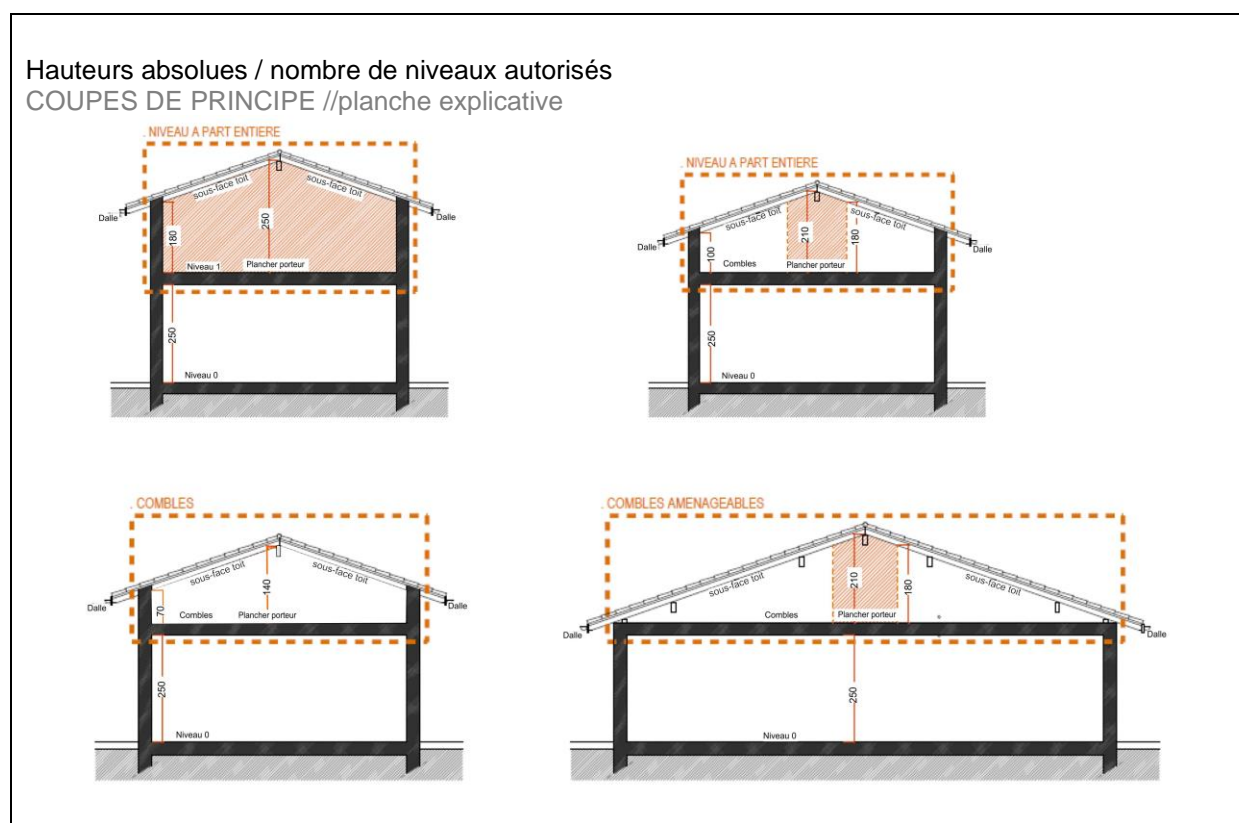 Hauteurs absolues / nombre de niveaux autorisés
COUPES DE PRINCIPE //planche explicative
. NIVEAU A PART ENTIERE
sous-face toit
sous-face toit
Dalle
Dalle
180
250
Niveau 1
Plancher porteur
250
Niveau 0
. NIVEAU A PART ENTIERE
sous-face toit
sous-face toit
Dalle
Dalle
100
210
180
Combles
Plancher porteur
250
Niveau 0
. COMBLES
sous-face toit
sous-face toit
Dalle
Dalle
70
140
Combles
Plancher porteur
250
Niveau 0
. COMBLES AMENAGEABLES
sous-face toit
sous-face toit
210
180
Combles
Plancher porteur
Dalle
Dalle
250
Niveau 0